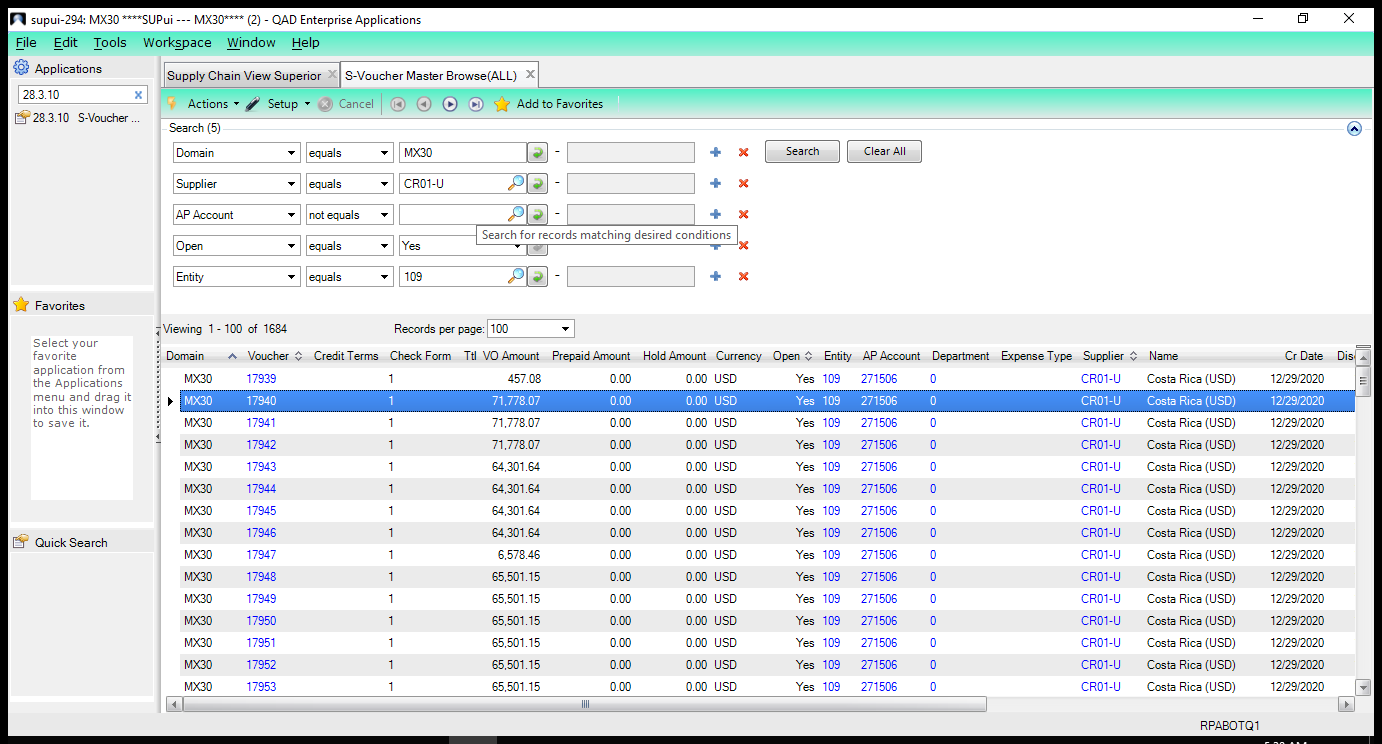 supui-294: MX30 ****SUPui --- MX30**** (2) - QAD Enterprise Applications
File Edit Tools Workspace Window Help
Applications
28.3.10 x
28.3.10 S-Voucher ...
Favorites
Select your
favorite
application from
the Applications
menu and drag it
into this window
to save it.
Quick Search
Supply Chain View Superior S-Voucher Master Browse(ALL)
Actions Setup Cancel Add to Favorites
Search (5)
Domain equals MX30 - Search Clear All
Supplier equals CR01-U -
AP Account not equals -
Search for records matching desired conditions
Open equals Yes
Entity equals 109 -
Viewing 1 - 100 of 1684 Records per page: 100
Domain Voucher Credit Terms Check Form Ttl VO Amount Prepaid Amount Hold Amount Currency Open Entity AP Account Department Expense Type Supplier Name Cr Date Disc
MX30 17939 1 457.08 0.00 0.00 USD Yes 109 271506 0 CR01-U Costa Rica (USD) 12/29/2020
MX30 17940 1 71,778.07 0.00 0.00 USD Yes 109 271506 0 CR01-U Costa Rica (USD) 12/29/2020
MX30 17941 1 71,778.07 0.00 0.00 USD Yes 109 271506 0 CR01-U Costa Rica (USD) 12/29/2020
MX30 17942 1 71,778.07 0.00 0.00 USD Yes 109 271506 0 CR01-U Costa Rica (USD) 12/29/2020
MX30 17943 1 64,301.64 0.00 0.00 USD Yes 109 271506 0 CR01-U Costa Rica (USD) 12/29/2020
MX30 17944 1 64,301.64 0.00 0.00 USD Yes 109 271506 0 CR01-U Costa Rica (USD) 12/29/2020
MX30 17945 1 64,301.64 0.00 0.00 USD Yes 109 271506 0 CR01-U Costa Rica (USD) 12/29/2020
MX30 17946 1 64,301.64 0.00 0.00 USD Yes 109 271506 0 CR01-U Costa Rica (USD) 12/29/2020
MX30 17947 1 6,578.46 0.00 0.00 USD Yes 109 271506 0 CR01-U Costa Rica (USD) 12/29/2020
MX30 17948 1 65,501.15 0.00 0.00 USD Yes 109 271506 0 CR01-U Costa Rica (USD) 12/29/2020
MX30 17949 1 65,501.15 0.00 0.00 USD Yes 109 271506 0 CR01-U Costa Rica (USD) 12/29/2020
MX30 17950 1 65,501.15 0.00 0.00 USD Yes 109 271506 0 CR01-U Costa Rica (USD) 12/29/2020
MX30 17951 1 65,501.15 0.00 0.00 USD Yes 109 271506 0 CR01-U Costa Rica (USD) 12/29/2020
MX30 17952 1 65,501.15 0.00 0.00 USD Yes 109 271506 0 CR01-U Costa Rica (USD) 12/29/2020
MX30 17953 1 65,501.15 0.00 0.00 USD Yes 109 271506 0 CR01-U Costa Rica (USD) 12/29/2020
RPABOTQ1